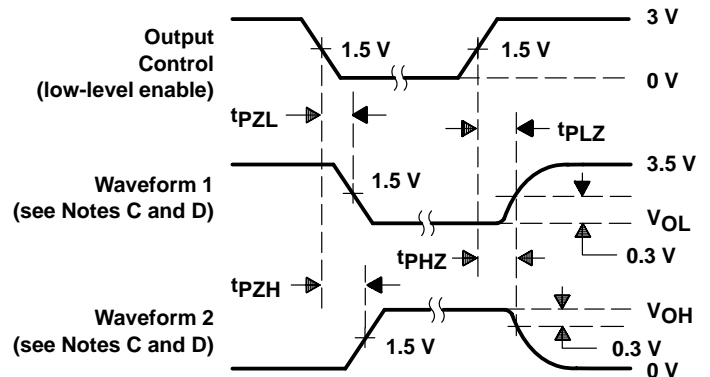 3 V
Output
Control
(low-level enable)
1.5 V
1.5 V
0 V
tPZL
tPLZ
Waveform 1
(see Notes C and D)
1.5 V
3.5 V
VOL
0.3 V
tPHZ
tPZH
Waveform 2
(see Notes C and D)
1.5 V
VOH
0.3 V
0 V